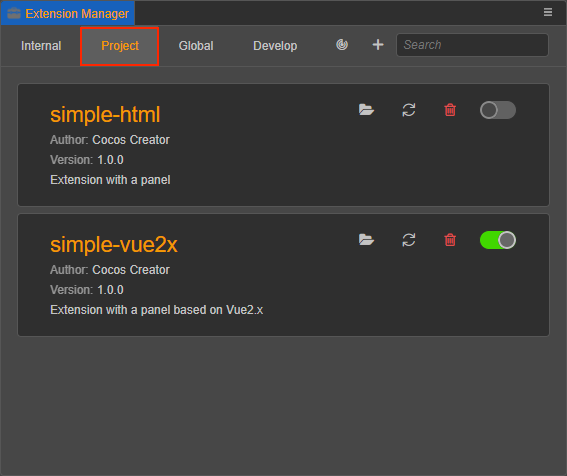 Extension Manager
Internal Project Global Develop Search
simple-html
Author: Cocos Creator
Version: 1.0.0
Extension with a panel
simple-vue2x
Author: Cocos Creator
Version: 1.0.0
Extension with a panel based on Vue2.x